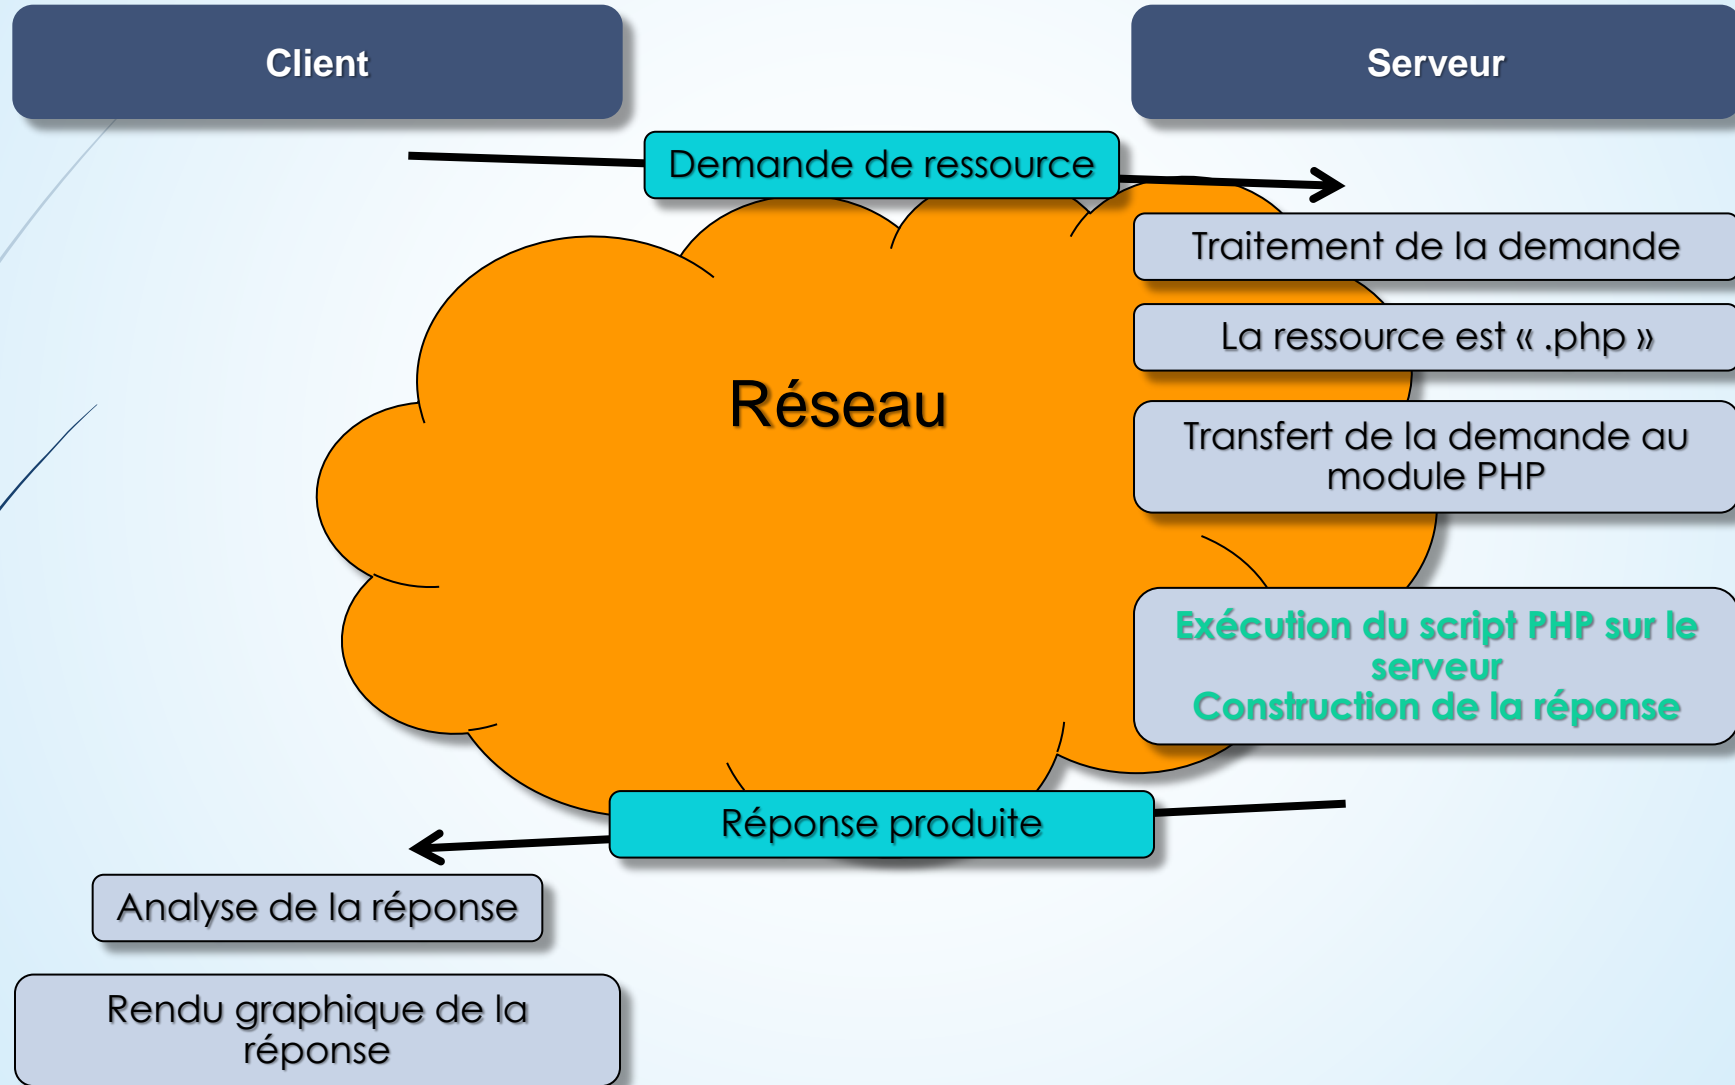 Client
Serveur
Demande de ressource
Traitement de la demande
La ressource est « .php »
Réseau
Transfert de la demande au
module PHP
Exécution du script PHP sur le
serveur
Construction de la réponse
Réponse produite
Analyse de la réponse
Rendu graphique de la
réponse